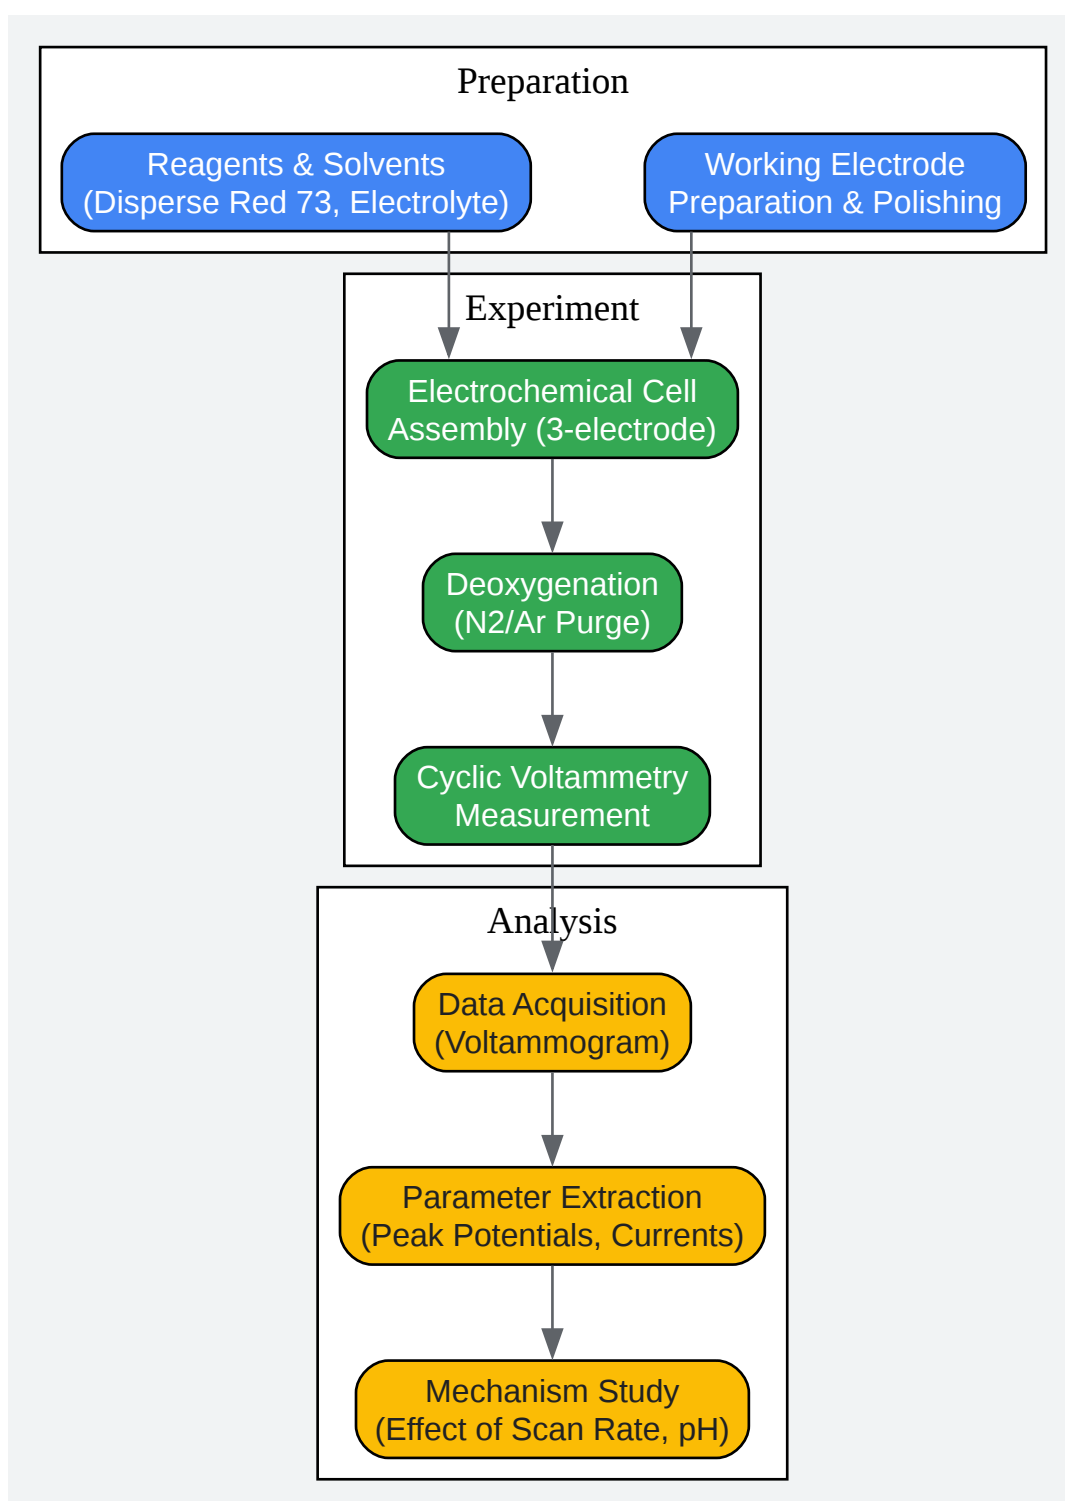 Preparation
Reagents & Solvents
(Disperse Red 73, Electrolyte)
Working Electrode
Preparation & Polishing
Experiment
Electrochemical Cell
Assembly (3-electrode)
Deoxygenation
(N2/Ar Purge)
Cyclic Voltammetry
Measurement
Analysis
Data Acquisition
(Voltammogram)
Parameter Extraction
(Peak Potentials, Currents)
Mechanism Study
(Effect of Scan Rate, pH)